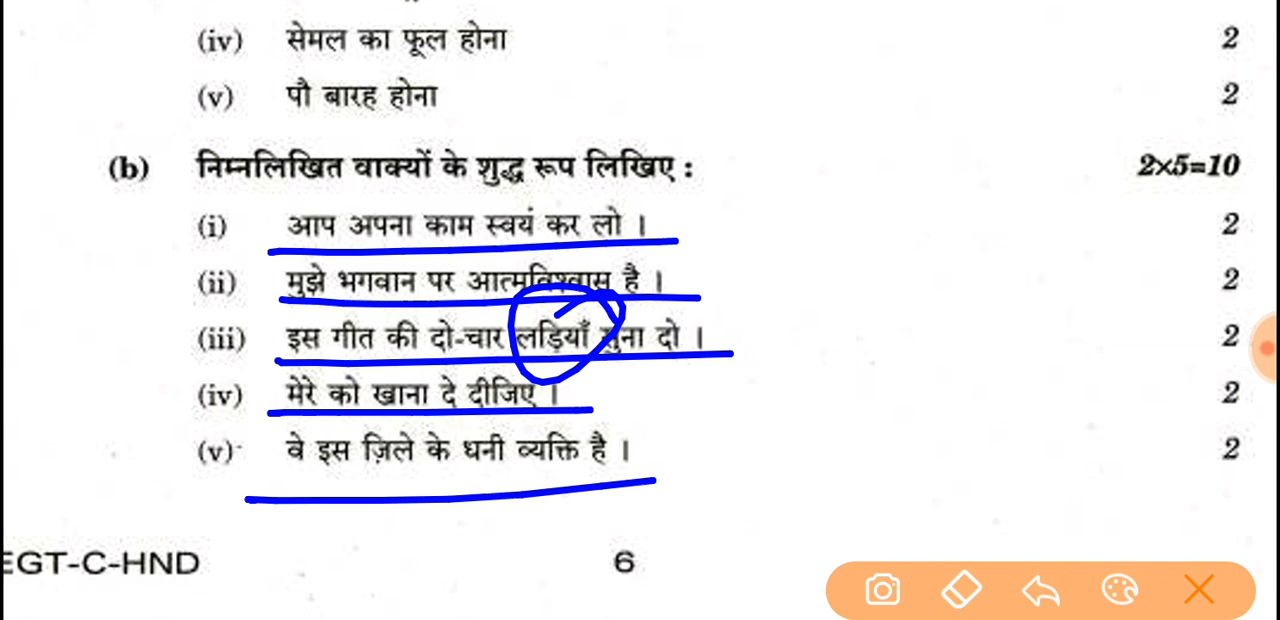 (iv) सेमल का फूल होना 2
(v) पौ बारह होना 2
(b) निम्नलिखित वाक्यों के शुद्ध रूप लिखिए : 2×5=10
(i) आप अपना काम स्वयं कर लो । 2
(ii) मुझे भगवान पर आत्मविश्वास है । 2
(iii) इस गीत की दो-चार लड़ियाँ सुना दो । 2
(iv) मेरे को खाना दे दीजिए । 2
(v) वे इस ज़िले के धनी व्यक्ति है । 2
EGT-C-HND 6